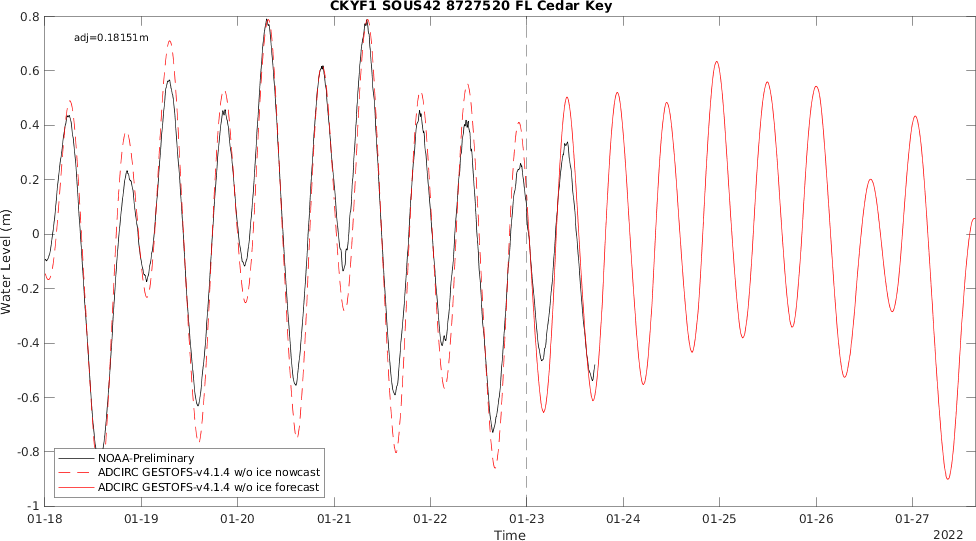 CKYF1 SOUS42 8727520 FL Cedar Key
adj=0.18151m
0.8
0.6
0.4
0.2
0
-0.2
-0.4
-0.6
-0.8
-1
Water Level (m)
NOAA-Preliminary
ADCIRC GESTOFS-v4.1.4 w/o ice nowcast
ADCIRC GESTOFS-v4.1.4 w/o ice forecast
01-18 01-19 01-20 01-21 01-22 01-23 01-24 01-25 01-26 01-27
Time
2022